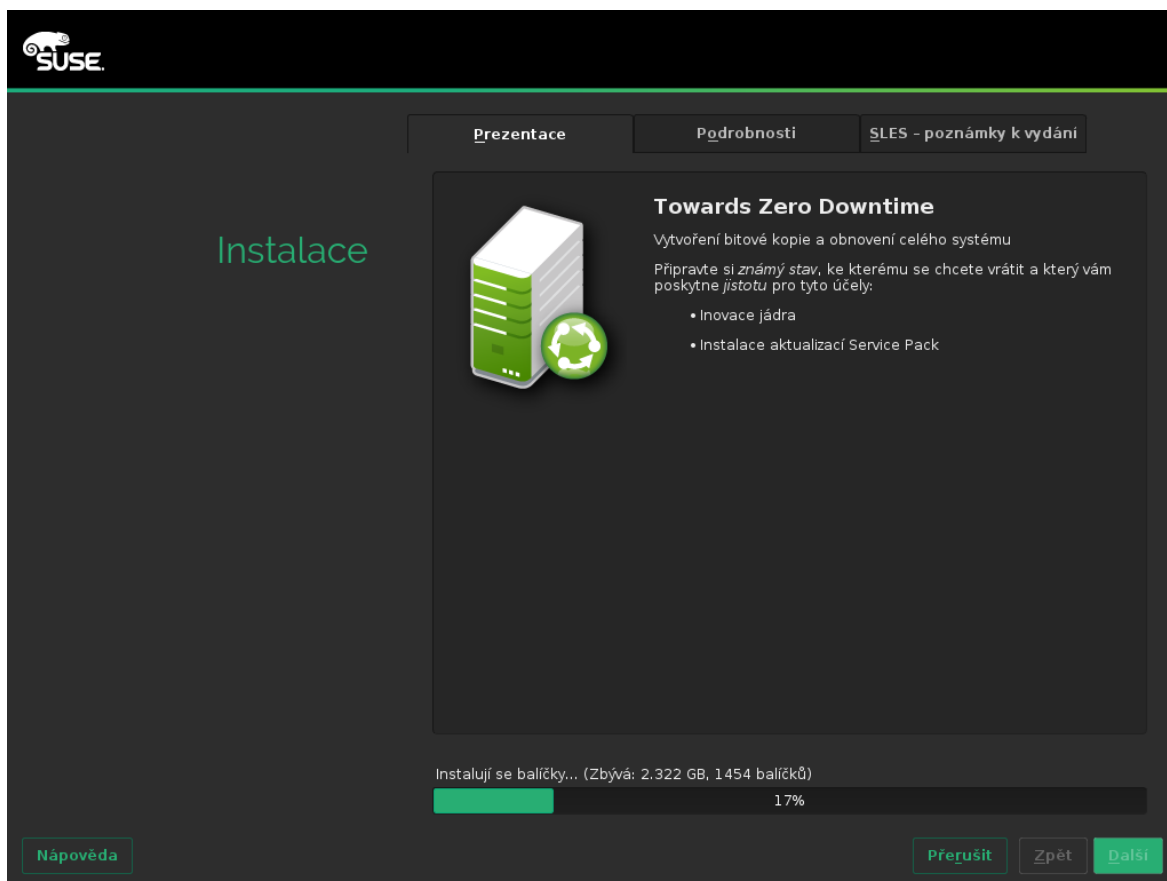 SUSE.
Prezentace
Podrobnosti
SLES - poznámky k vydání
Instalace
Towards Zero Downtime
Vytvoření bitové kopie a obnovení celého systému
Připravte si známý stav, ke kterému se chcete vrátit a který vám
poskytne jistotu pro tyto účely:
• Inovace jádra
• Instalace aktualizací Service Pack
Instalují se balíčky... (Zbývá: 2.322 GB, 1454 balíčků)
17%
Nápověda
Přerušit
Zpět
Další